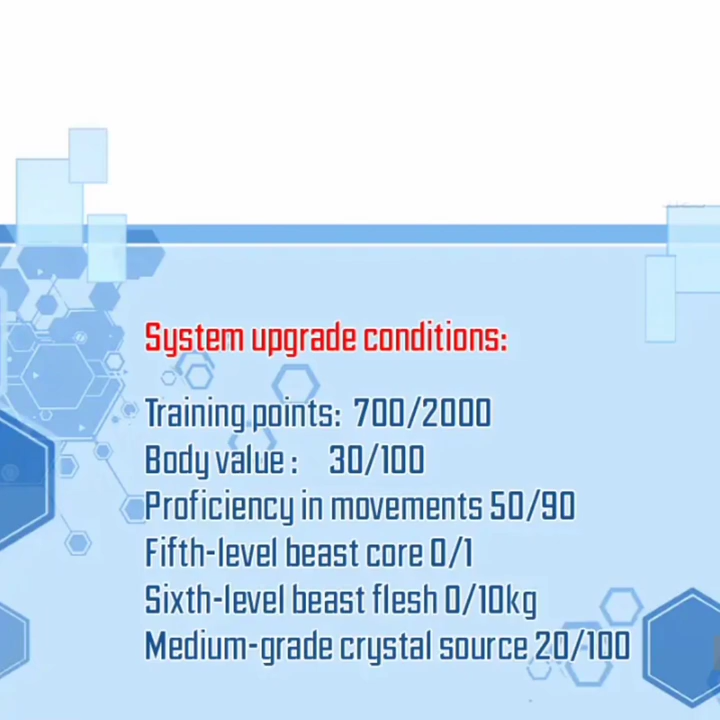 System upgrade conditions:
Training points: 700/2000
Body value : 30/100
Proficiency in movements 50/90
Fifth-level beast core 0/1
Sixth-level beast flesh 0/10kg
Medium-grade crystal source 20/100